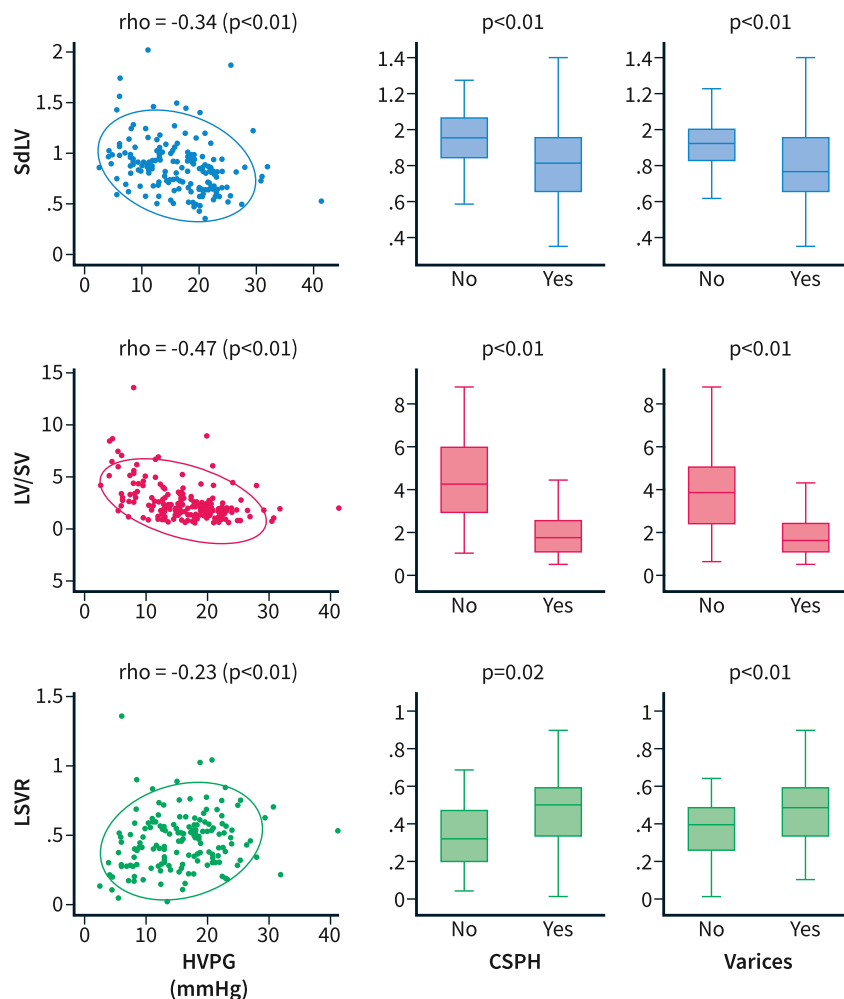 rho = -0.34 (p<0.01)
p<0.01
p<0.01
SdLV
2
1.5
1
.5
0
0 10 20 30 40
1.4
1.2
2
.8
.6
.4
No Yes
1.4
1.2
2
.8
.6
.4
No Yes
rho = -0.47 (p<0.01)
p<0.01
p<0.01
LV/SV
15
10
5
0
5
0 10 20 30 40
8
6
4
2
0
No Yes
8
6
4
2
0
No Yes
rho = -0.23 (p<0.01)
p=0.02
p<0.01
LSVR
1.5
1
.5
0
0 10 20 30 40
HVPG
(mmHg)
1
.8
.6
.4
.2
0
No Yes
CSPH
1
.8
.6
.4
.2
0
No Yes
Varices